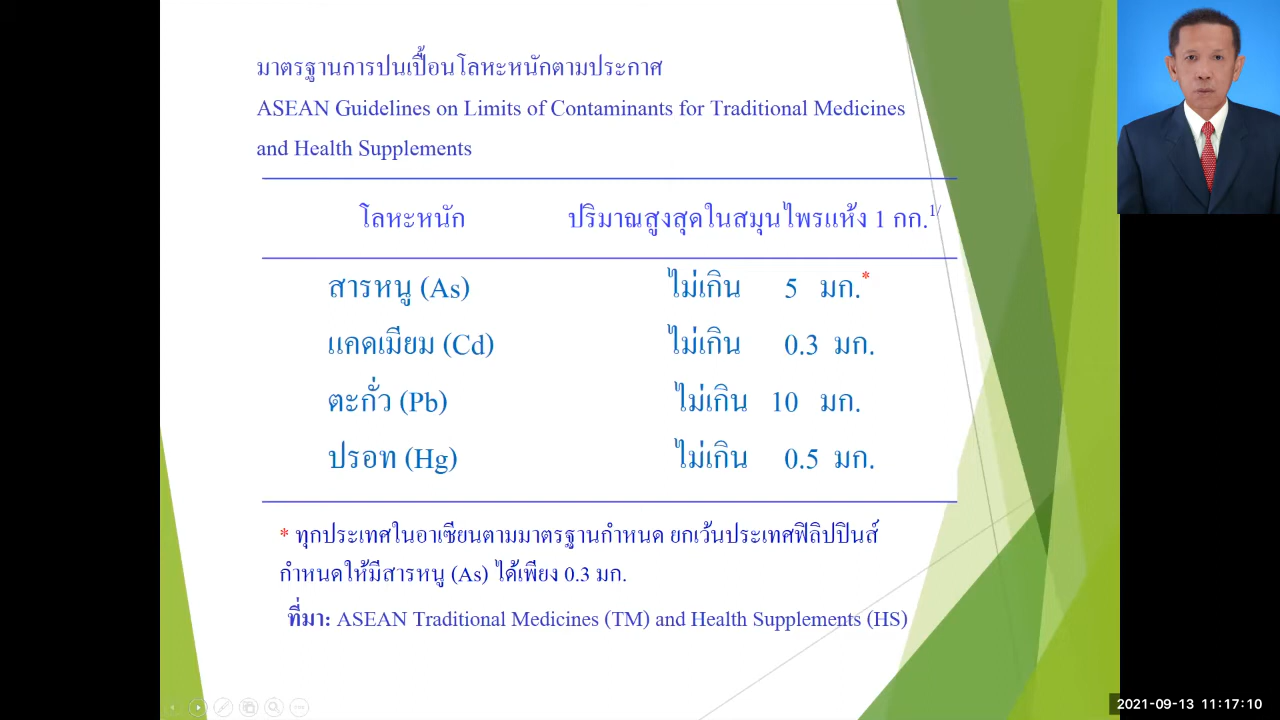 มาตรฐานการปนเปื้อนโลหะหนักตามประกาศ
ASEAN Guidelines on Limits of Contaminants for Traditional Medicines
and Health Supplements
โลหะหนัก ปริมาณสูงสุดในสมุนไพรแห้ง 1 กก.1/
สารหนู (As) ไม่เกิน 5 มก.*
แคดเมียม (Cd) ไม่เกิน 0.3 มก.
ตะกั่ว (Pb) ไม่เกิน 10 มก.
ปรอท (Hg) ไม่เกิน 0.5 มก.
* ทุกประเทศในอาเซียนตามมาตรฐานกำหนด ยกเว้นประเทศฟิลิปปินส์
กำหนดให้มีสารหนู (As) ได้เพียง 0.3 มก.
ที่มา: ASEAN Traditional Medicines (TM) and Health Supplements (HS)
2021-09-13 11:17:10